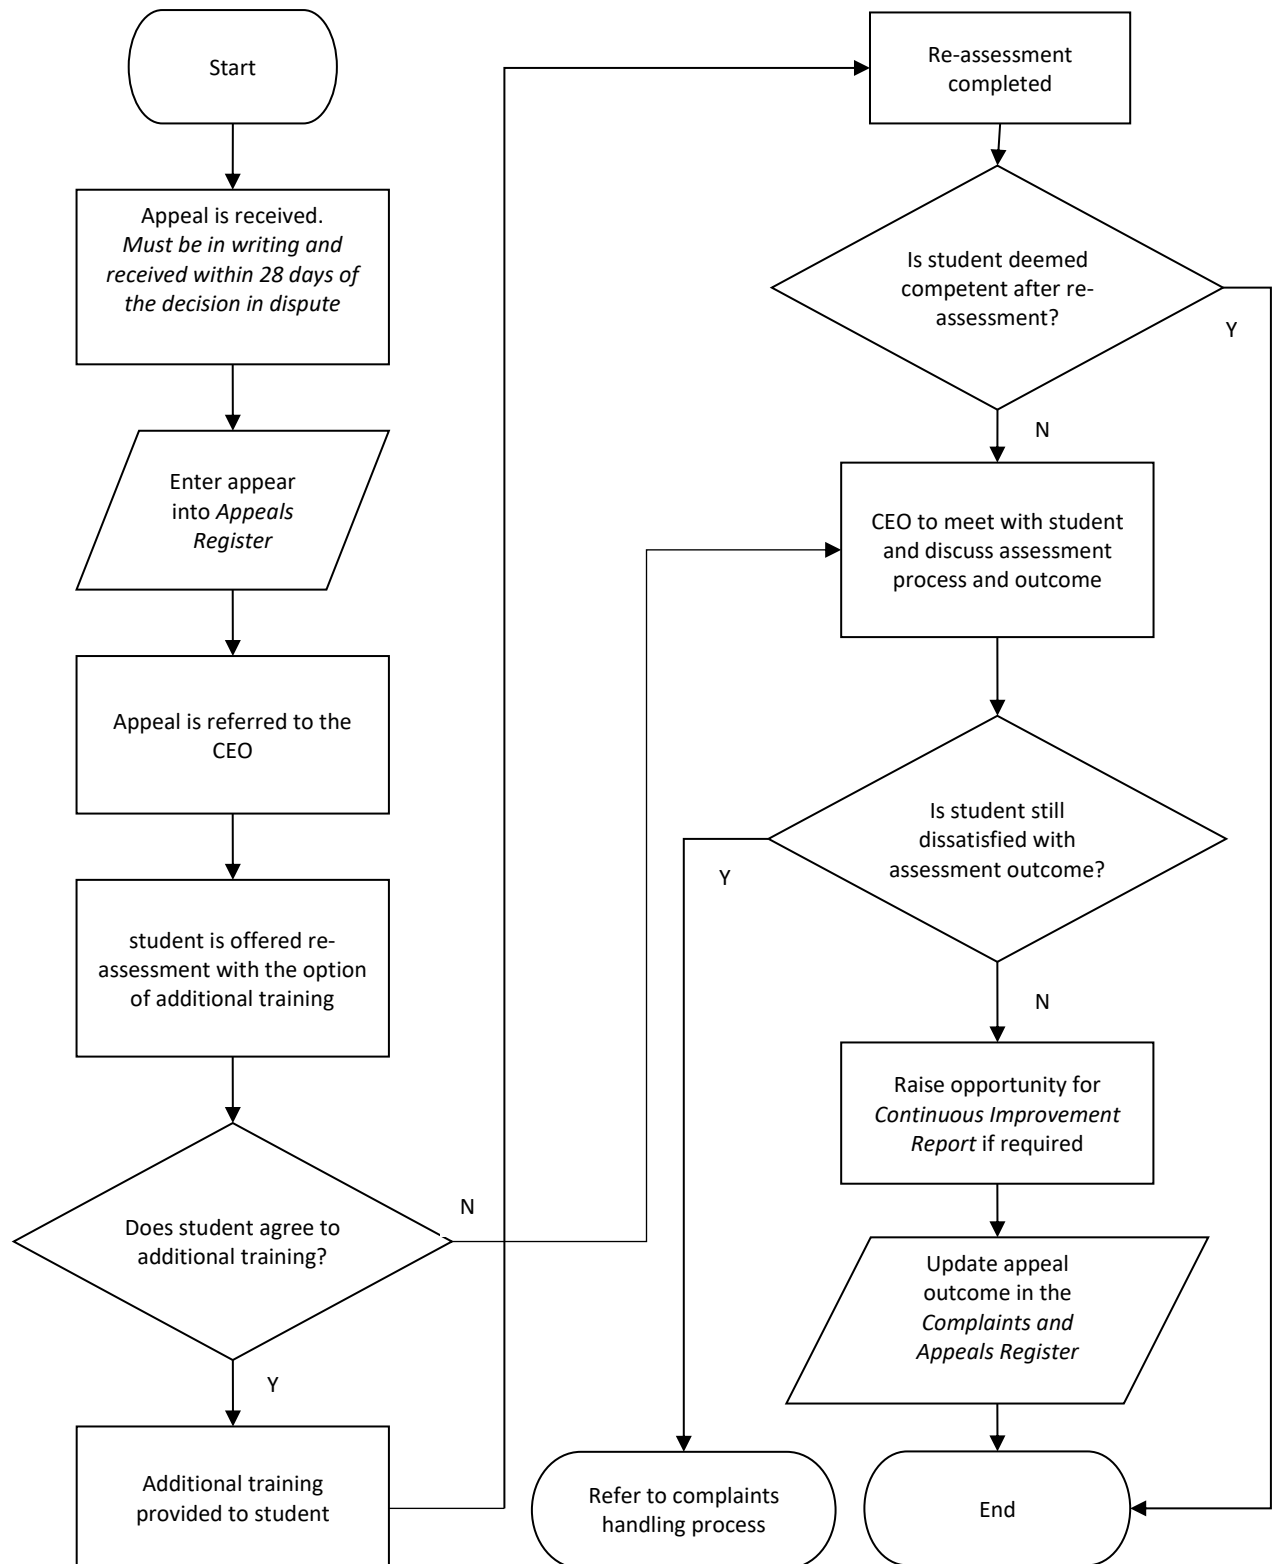 Start
Appeal is received.
Must be in writing and
received within 28 days of
the decision in dispute
Enter appear
into Appeals
Register
Appeal is referred to the
CEO
student is offered re-
assessment with the option
of additional training
Does student agree to
additional training?
N
Y
Additional training
provided to student
Re-assessment
completed
Is student deemed
competent after re-
assessment?
Y
N
CEO to meet with student
and discuss assessment
process and outcome
Is student still
dissatisfied with
assessment outcome?
Y
N
Raise opportunity for
Continuous Improvement
Report if required
Update appeal
outcome in the
Complaints and
Appeals Register
Refer to complaints
handling process
End